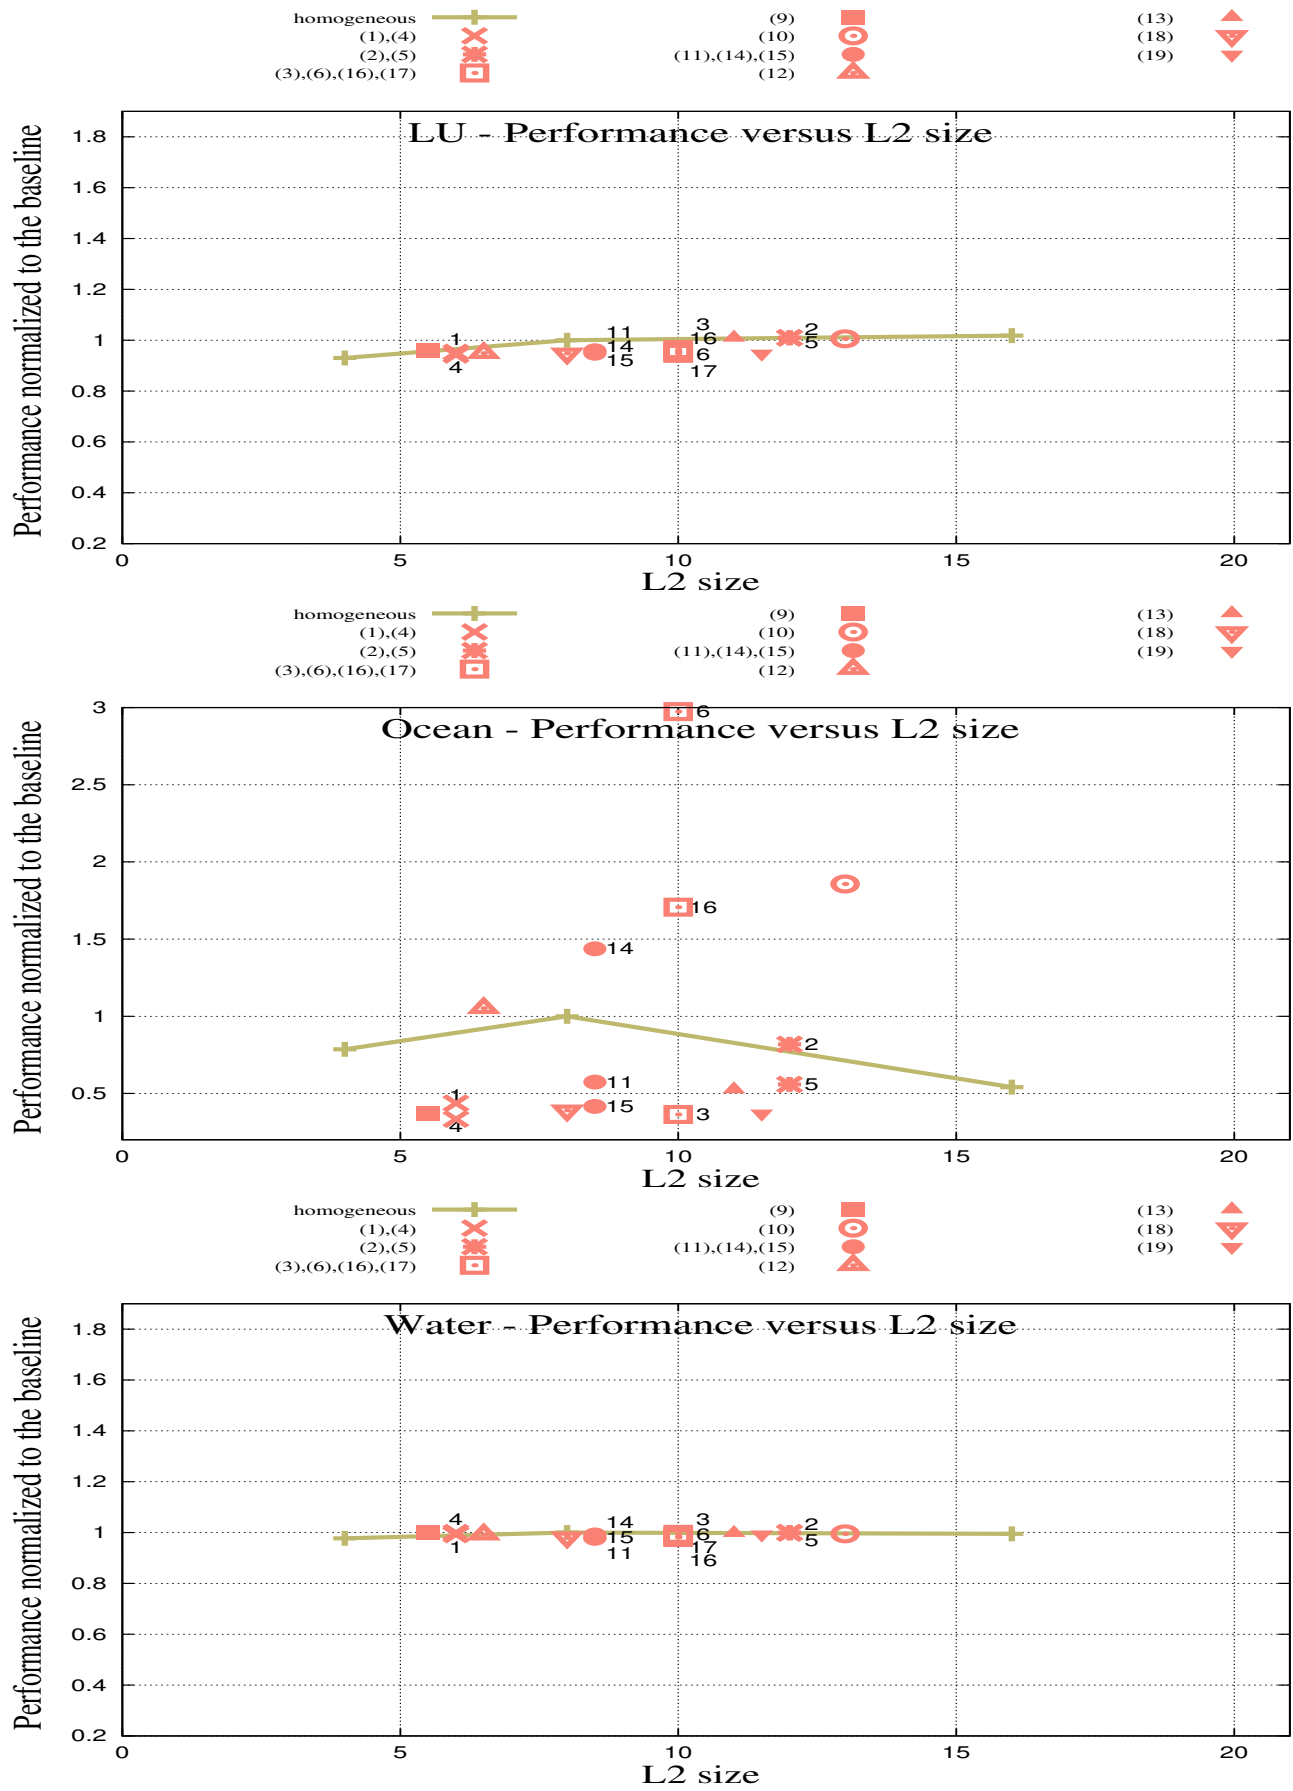 homogeneous (9) (13)
(1),(4) (10) (18)
(2),(5) (11),(14),(15) (19)
(3),(6),(16),(17) (12)
LU - Performance versus L2 size
Performance normalized to the baseline
1.8
1.6
1.4
1.2
1
0.8
0.6
0.4
0.2
1
4
11
14
15
3
16
6
17
2
5
0 5 10 15 20
L2 size
homogeneous (9) (13)
(1),(4) (10) (18)
(2),(5) (11),(14),(15) (19)
(3),(6),(16),(17) (12)
Ocean - Performance versus L2 size
Performance normalized to the baseline
3
2.5
2
1.5
1
0.5
6
16
14
2
11
5
1
15
3
4
0 5 10 15 20
L2 size
homogeneous (9) (13)
(1),(4) (10) (18)
(2),(5) (11),(14),(15) (19)
(3),(6),(16),(17) (12)
Water - Performance versus L2 size
Performance normalized to the baseline
1.8
1.6
1.4
1.2
1
0.8
0.6
0.4
0.2
4
1
14
15
11
3
6
17
16
2
5
0 5 10 15 20
L2 size